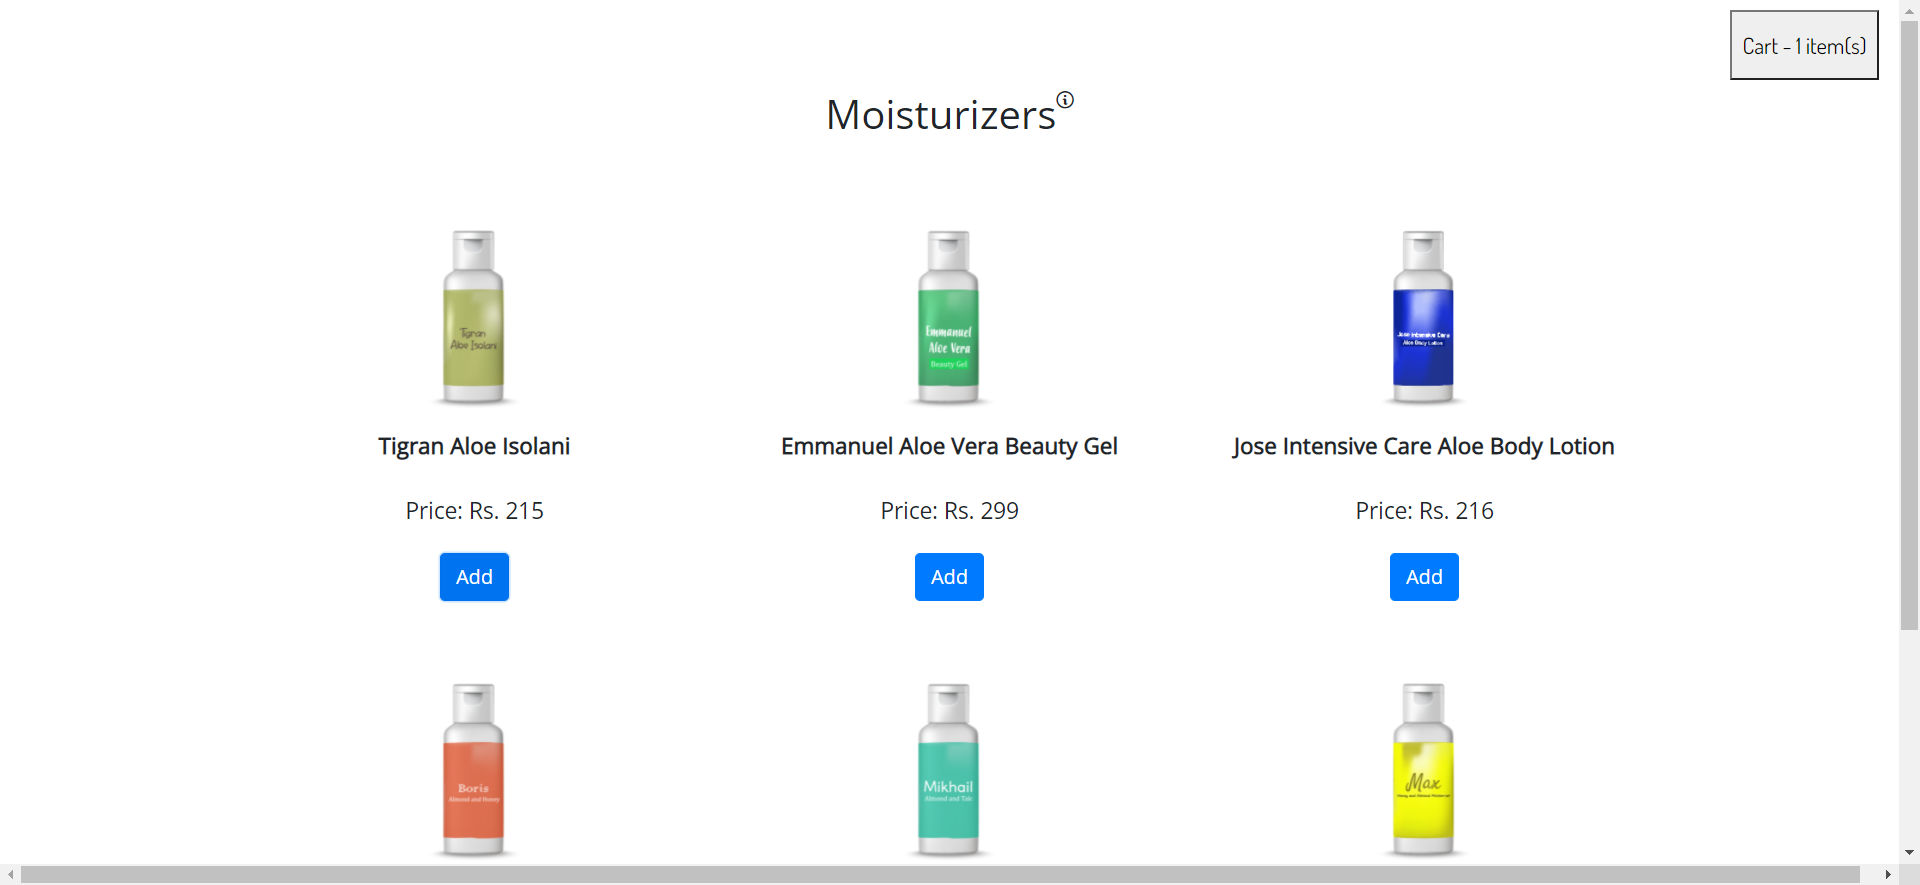 Cart - 1 item(s)
Moisturizers
Tigran
Aloe Isolani
Emmanuel
Aloe Vera
Beauty Gel
Jose Intensive Care
Aloe Body Lotion
Tigran Aloe Isolani
Emmanuel Aloe Vera Beauty Gel
Jose Intensive Care Aloe Body Lotion
Price: Rs. 215
Price: Rs. 299
Price: Rs. 216
Add
Add
Add
Boris
Almond and Honey
Mikhail
Almond and Talc
Max